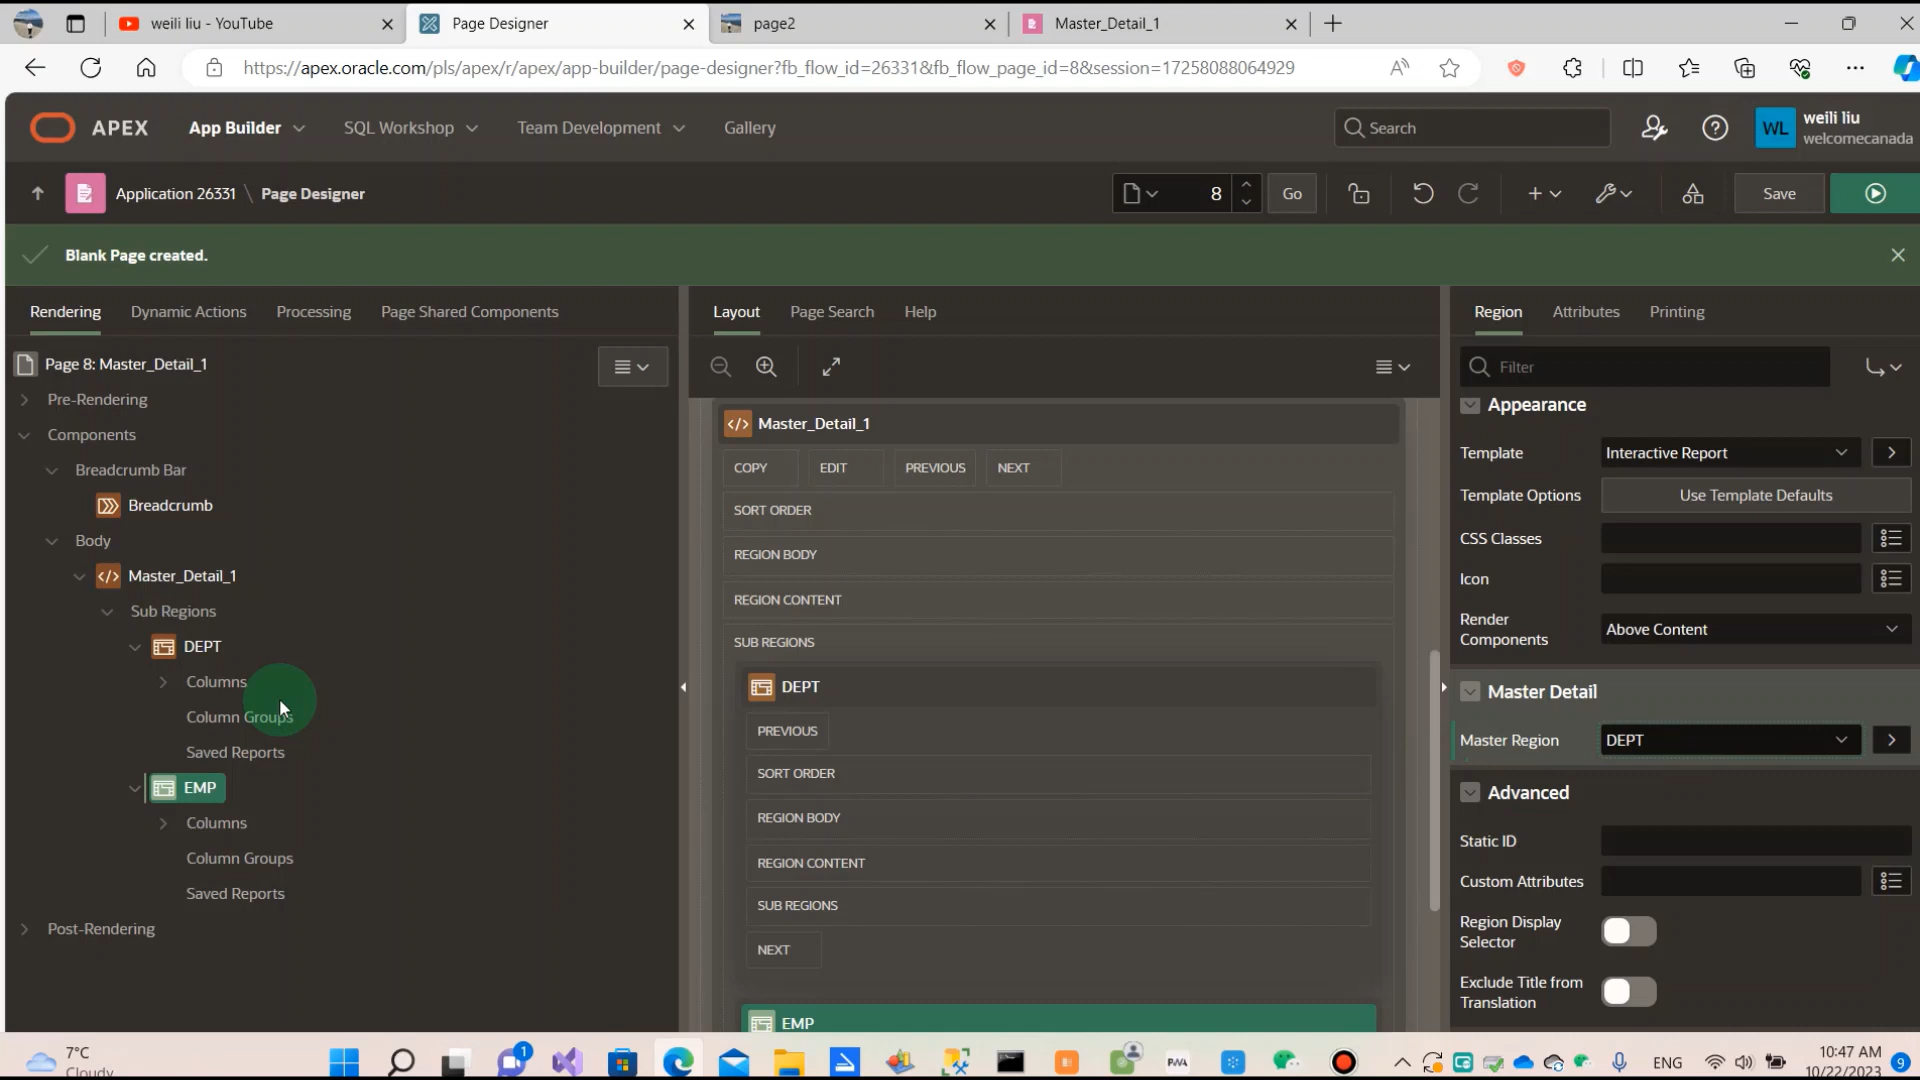 weili liu - YouTube
Page Designer
page2
Master_Detail_1
https://apex.oracle.com/pls/apex/r/apex/app-builder/page-designer?fb_flow_id=26331&fb_flow_page_id=8&session=17258088064929
APEX
App Builder
SQL Workshop
Team Development
Gallery
Search
WL
weili liu
welcomecanada
Application 26331 \ Page Designer
8
Go
Save
Blank Page created.
Rendering
Dynamic Actions
Processing
Page Shared Components
Layout
Page Search
Help
Region
Attributes
Printing
Page 8: Master_Detail_1
Pre-Rendering
Components
Breadcrumb Bar
Breadcrumb
Body
Master_Detail_1
Sub Regions
DEPT
Columns
Column Groups
Saved Reports
EMP
Columns
Column Groups
Saved Reports
Post-Rendering
Master_Detail_1
COPY
EDIT
PREVIOUS
NEXT
SORT ORDER
REGION BODY
REGION CONTENT
SUB REGIONS
DEPT
PREVIOUS
SORT ORDER
REGION BODY
REGION CONTENT
SUB REGIONS
NEXT
EMP
Filter
Appearance
Template
Interactive Report
Template Options
Use Template Defaults
CSS Classes
Icon
Render
Components
Above Content
Master Detail
Master Region
DEPT
Advanced
Static ID
Custom Attributes
Region Display
Selector
Exclude Title from
Translation
7°C
Cloudy
1
ENG
10:47 AM
10/22/2023
9